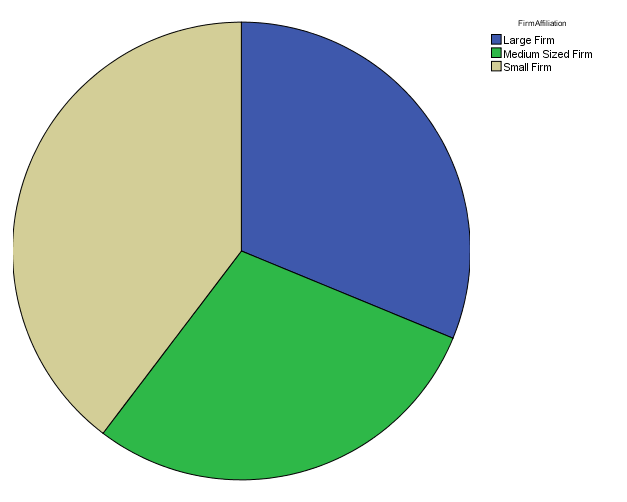 FirmAffiliation
Large Firm
Medium Sized Firm
Small Firm